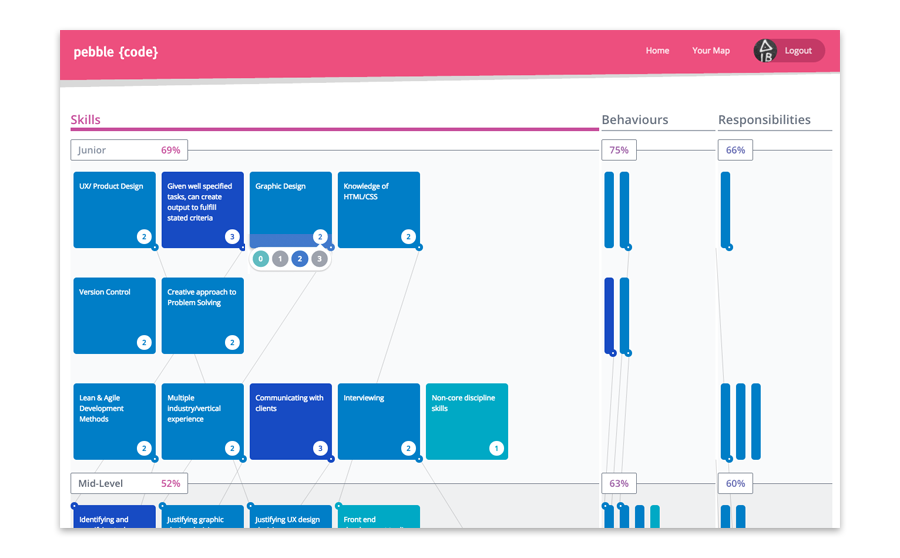 pebble {code}
Home
Your Map
Logout
Skills
Behaviours
Responsibilities
Junior
69%
75%
66%
UX/ Product Design
2
Given well specified
tasks, can create
output to fulfill
stated criteria
3
Graphic Design
2
Knowledge of
HTML/CSS
2
0
1
2
3
Version Control
2
Creative approach to
Problem Solving
2
Lean & Agile
Development
Methods
2
Multiple
industry/vertical
experience
2
Communicating with
clients
3
Interviewing
2
Non-core discipline
skills
1
Mid-Level
52%
63%
60%
Identifying and
Justifying graphic
Justifying UX design
Front end